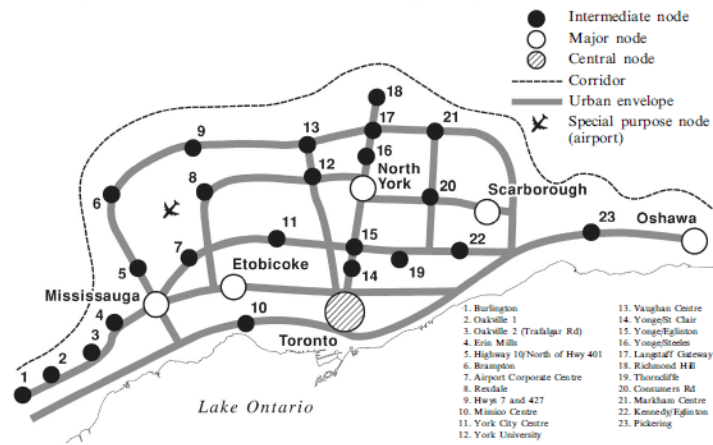 Intermediate node
Major node
Central node
Corridor
Urban envelope
Special purpose node
(airport)
18
17
21
13
9
16
12
North
York
8
6
20
Scarborough
23
Oshawa
11
15
7
22
5
19
Etobicoke
14
Mississauga
4
10
3
Toronto
2
1
Lake Ontario
1. Burlington
2. Oakville 1
3. Oakville 2 (Trafalgar Rd)
4. Erin Mills
5. Highway 10/North of Hwy 401
6. Brampton
7. Airport Corporate Centre
8. Rexdale
9. Hwys 7 and 427
10. Mimico Centre
11. York City Centre
12. York University
13. Vaughan Centre
14. Yonge/St Clair
15. Yonge/Eglinton
16. Yonge/Steeles
17. Langstaff Gateway
18. Richmond Hill
19. Thorncliffe
20. Consumers Rd
21. Markham Centre
22. Kennedy/Eglinton
23. Pickering